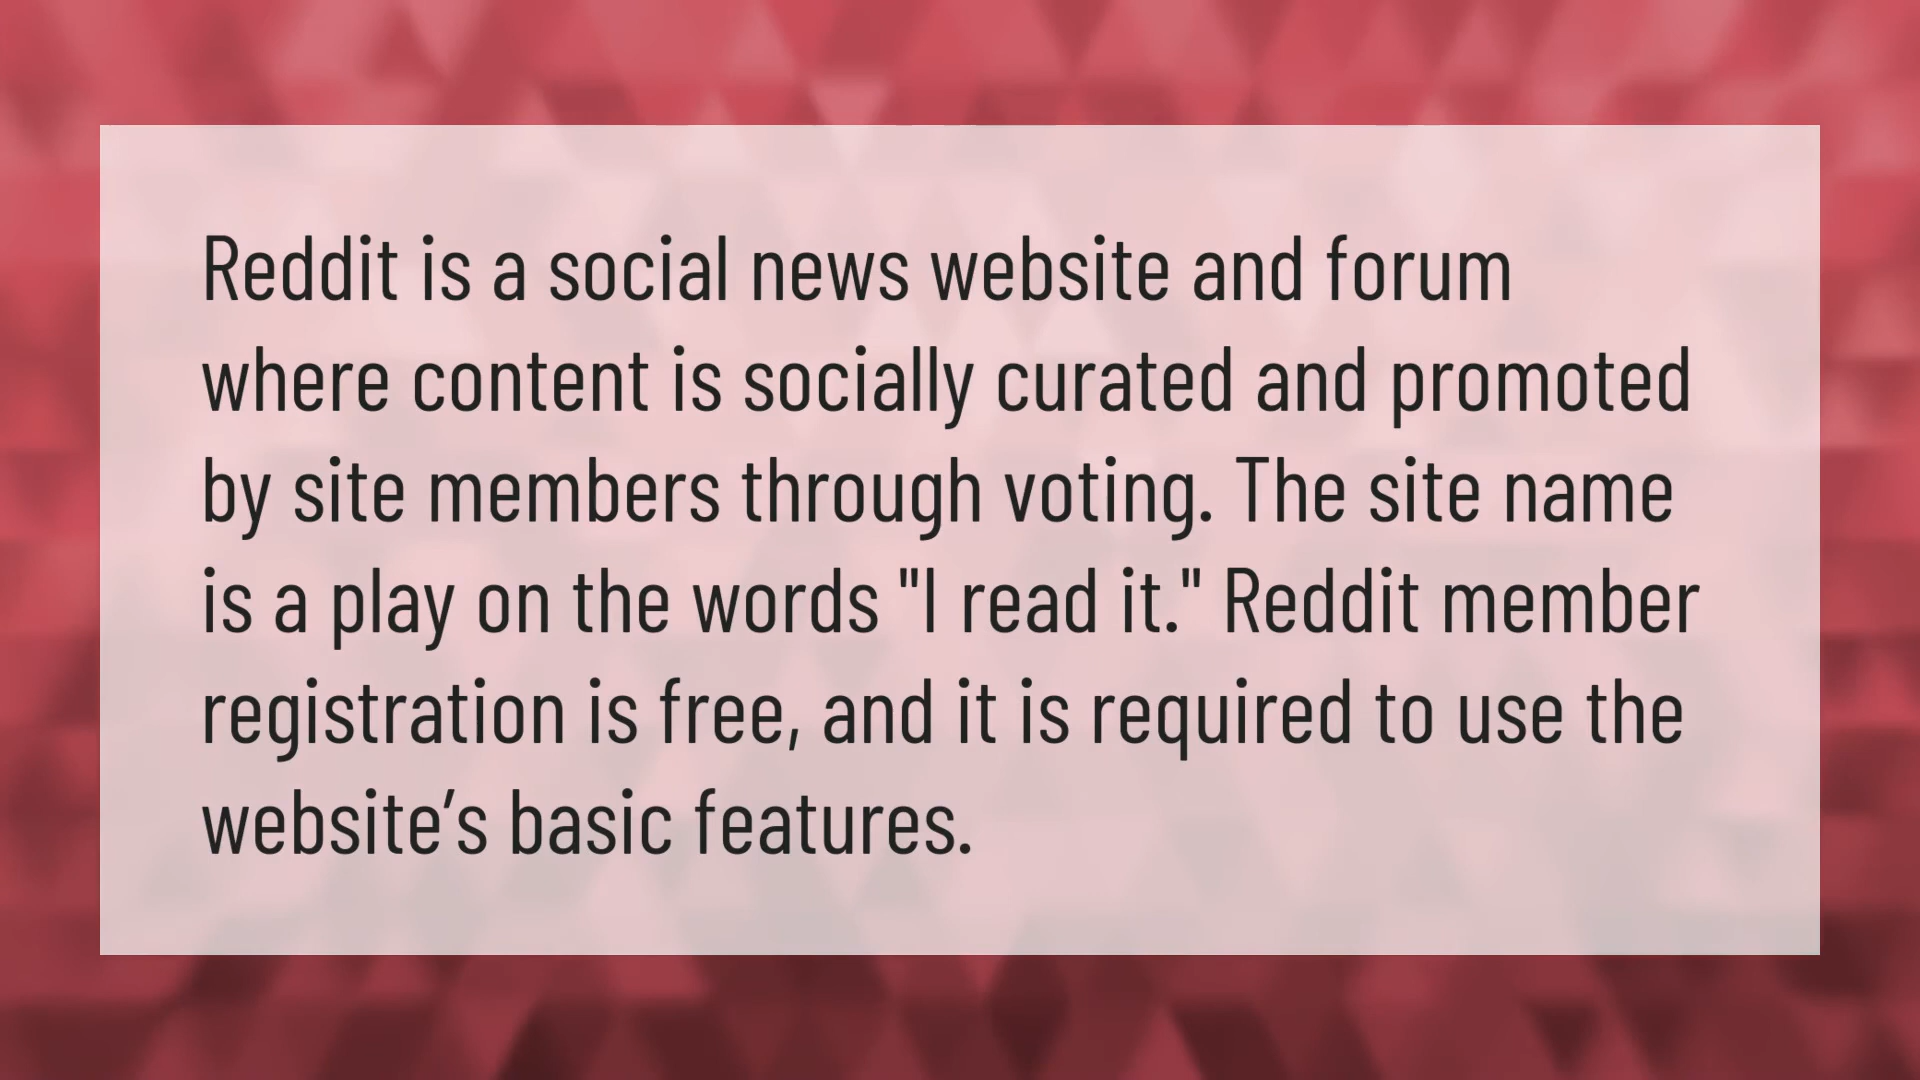 Reddit is a social news website and forum
where content is socially curated and promoted
by site members through voting. The site name
is a play on the words "I read it." Reddit member
registration is free, and it is required to use the
website’s basic features.